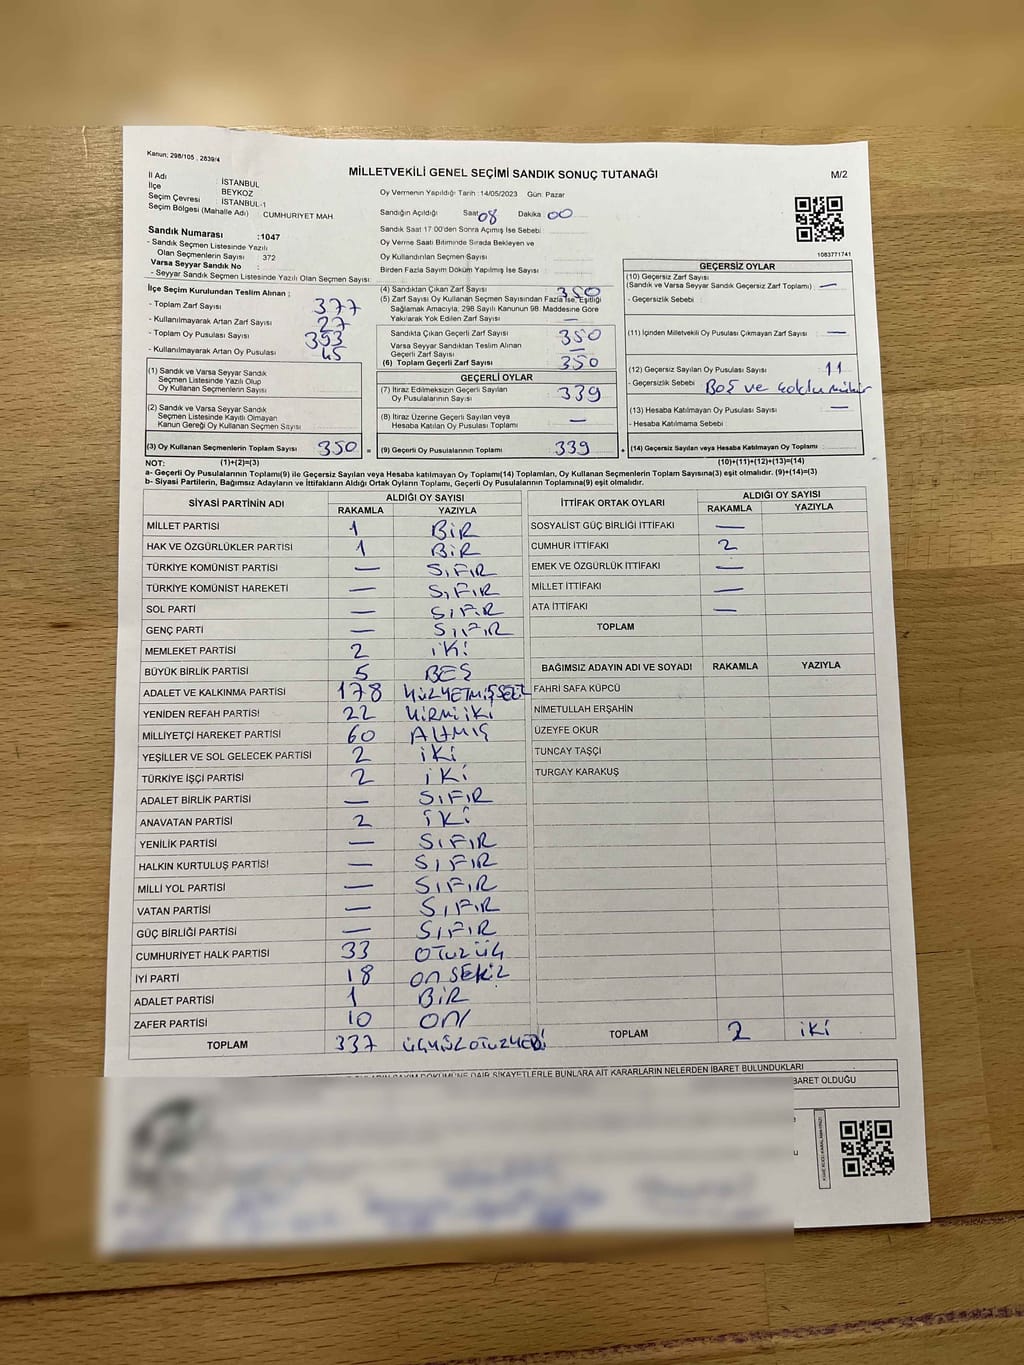 Kanun: 298/105 , 2839/4
MİLLETVEKİLİ GENEL SEÇİMİ SANDIK SONUÇ TUTANAĞI
M/2
İl Adı : İSTANBUL
İlçe : BEYKOZ
Seçim Çevresi : İSTANBUL-1
Seçim Bölgesi (Mahalle Adı) : CUMHURİYET MAH.
Sandık Numarası : 1047
- Sandık Seçmen Listesinde Yazılı
Olan Seçmenlerin Sayısı : 372
Varsa Seyyar Sandık No :
- Seyyar Sandık Seçmen Listesinde Yazılı Olan Seçmen Sayısı:
Oy Vermenin Yapıldığı Tarih : 14/05/2023 Gün: Pazar
Sandığın Açıldığı Saat 08 Dakika 00
Sandık Saat 17:00'den Sonra Açımış İse Sebebi:
Oy Verme Saati Bitiminde Sırada Bekleyen ve
Oy Kullandırılan Seçmen Sayısı :
Birden Fazla Sayım Döküm Yapılmış İse Sayısı :
1083771741
İlçe Seçim Kurulundan Teslim Alınan ;
- Toplam Zarf Sayısı 377
- Kullanılmayarak Artan Zarf Sayısı 27
- Toplam Oy Pusulası Sayısı 393
- Kullanılmayarak Artan Oy Pusulası 45
(4) Sandıktan Çıkan Zarf Sayısı 350
(5) Zarf Sayısı Oy Kullanan Seçmen Sayısından Fazla İse, Eşitliği
Sağlamak Amacıyla, 298 Sayılı Kanunun 98. Maddesine Göre
Yakılarak Yok Edilen Zarf Sayısı —
Sandıkta Çıkan Geçerli Zarf Sayısı 350
Varsa Seyyar Sandıktan Teslim Alınan
Geçerli Zarf Sayısı —
(6) Toplam Geçerli Zarf Sayısı 350
GEÇERSİZ OYLAR
(10) Geçersiz Zarf Sayısı
(Sandık ve Varsa Seyyar Sandık Geçersiz Zarf Toplamı) —
- Geçersizlik Sebebi :
(11) İçinden Milletvekili Oy Pusulası Çıkmayan Zarf Sayısı : —
(12) Geçersiz Sayılan Oy Pusulası Sayısı : 11
- Geçersizlik Sebebi : Boş ve çoklu mühür
(13) Hesaba Katılmayan Oy Pusulası Sayısı : —
- Hesaba Katmama Sebebi :
(14) Geçersiz Sayılan veya Hesaba Katılmayan Oy Toplamı
(10)+(11)+(12)+(13)=(14)
(1) Sandık ve Varsa Seyyar Sandık
Seçmen Listesinde Yazılı Olup
Oy Kullanan Seçmenlerin Sayısı
(2) Sandık ve Varsa Seyyar Sandık
Seçmen Listesinde Kayıtlı Olmayan
Kanun Gereği Oy Kullanan Seçmen Sayısı
(3) Oy Kullanan Seçmenlerin Toplam Sayısı 350 =
(1)+(2)=(3)
GEÇERLİ OYLAR
(7) İtiraz Edilmeksizin Geçerli Sayılan
Oy Pusulalarının Sayısı : 339
(8) İtiraz Üzerine Geçerli Sayılan veya
Hesaba Katılan Oy Pusulası Toplamı —
(9) Geçerli Oy Pusulalarının Toplamı : 339 +
NOT:
a- Geçerli Oy Pusulalarının Toplamı(9) ile Geçersiz Sayılan veya Hesaba katılmayan Oy Toplamı(14) Toplamları, Oy Kullanan Seçmenlerin Toplam Sayısına(3) eşit olmalıdır. (9)+(14)=(3)
b- Siyasi Partilerin, Bağımsız Adayların ve İttifakların Aldığı Ortak Oyların Toplamı, Geçerli Oy Pusulalarının Toplamına(9) eşit olmalıdır.
SİYASİ PARTİNİN ADI ALDIĞI OY SAYISI
RAKAMLA YAZIYLA
MİLLET PARTİSİ 1 BİR
HAK VE ÖZGÜRLÜKLER PARTİSİ 1 BİR
TÜRKİYE KOMÜNİST PARTİSİ — SIFIR
TÜRKİYE KOMÜNİST HAREKETİ — SIFIR
SOL PARTİ — SIFIR
GENÇ PARTİ — SIFIR
MEMLEKET PARTİSİ 2 İKİ
BÜYÜK BİRLİK PARTİSİ 5 BEŞ
ADALET VE KALKINMA PARTİSİ 178 YÜZYETMİŞSEKİZ
YENİDEN REFAH PARTİSİ 22 YİRMİİKİ
MİLLİYETÇİ HAREKET PARTİSİ 60 ALTMIŞ
YEŞİLLER VE SOL GELECEK PARTİSİ 2 İKİ
TÜRKİYE İŞÇİ PARTİSİ 2 İKİ
ADALET BİRLİK PARTİSİ — SIFIR
ANAVATAN PARTİSİ 2 İKİ
YENİLİK PARTİSİ — SIFIR
HALKIN KURTULUŞ PARTİSİ — SIFIR
MİLLİ YOL PARTİSİ — SIFIR
VATAN PARTİSİ — SIFIR
GÜÇ BİRLİĞİ PARTİSİ — SIFIR
CUMHURİYET HALK PARTİSİ 33 OTUZÜÇ
İYİ PARTİ 18 ONSEKİZ
ADALET PARTİSİ 1 BİR
ZAFER PARTİSİ 10 ON
TOPLAM 337 ÜÇYÜZOTUZYEDİ
İTTİFAK ORTAK OYLARI ALDIĞI OY SAYISI
RAKAMLA YAZIYLA
SOSYALİST GÜÇ BİRLİĞİ İTTİFAKI —
CUMHUR İTTİFAKI 2
EMEK VE ÖZGÜRLÜK İTTİFAKI —
MİLLET İTTİFAKI —
ATA İTTİFAKI —
TOPLAM
BAĞIMSIZ ADAYIN ADI VE SOYADI RAKAMLA YAZIYLA
FAHRİ SAFA KÜPCÜ
NİMETULLAH ERŞAHİN
ÜZEYFE OKUR
TUNCAY TAŞÇI
TURGAY KARAKUŞ
TOPLAM 2 İKİ
SAYIM DÖKÜMÜNE DAİR ŞİKAYETLERLE BUNLARA AİT KARARLARIN NELERDEN İBARET BULUNDUKLARI
BARET OLDUĞU